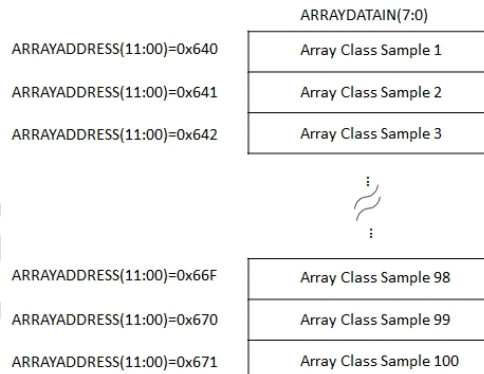 ARRAYDATAIN(7:0)
ARRAYADDRESS(11:00)=0x640 Array Class Sample 1
ARRAYADDRESS(11:00)=0x641 Array Class Sample 2
ARRAYADDRESS(11:00)=0x642 Array Class Sample 3
ARRAYADDRESS(11:00)=0x66F Array Class Sample 98
ARRAYADDRESS(11:00)=0x670 Array Class Sample 99
ARRAYADDRESS(11:00)=0x671 Array Class Sample 100